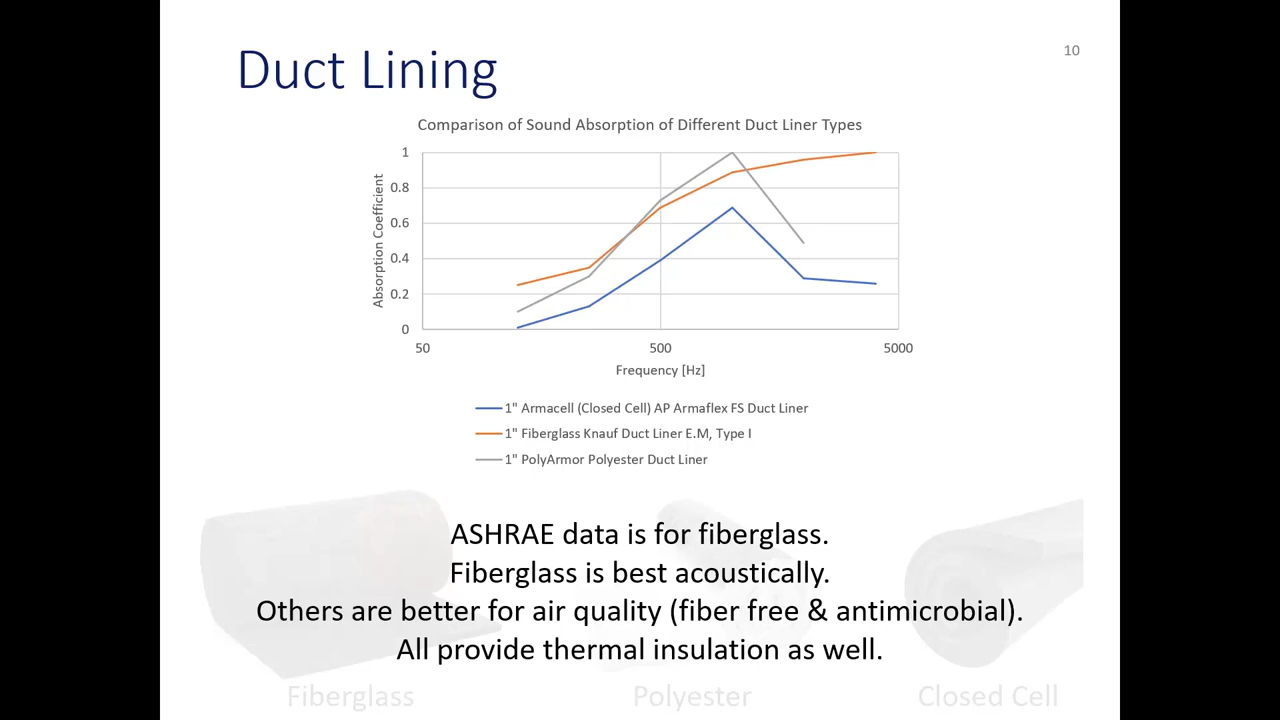 10
Duct Lining
Comparison of Sound Absorption of Different Duct Liner Types
Absorption Coefficient
1
0.8
0.6
0.4
0.2
0
50
500
5000
Frequency [Hz]
1" Armacell (Closed Cell) AP Armaflex FS Duct Liner
1" Fiberglass Knauf Duct Liner E.M, Type I
1" PolyArmor Polyester Duct Liner
ASHRAE data is for fiberglass.
Fiberglass is best acoustically.
Others are better for air quality (fiber free & antimicrobial).
All provide thermal insulation as well.
Fiberglass
Polyester
Closed Cell